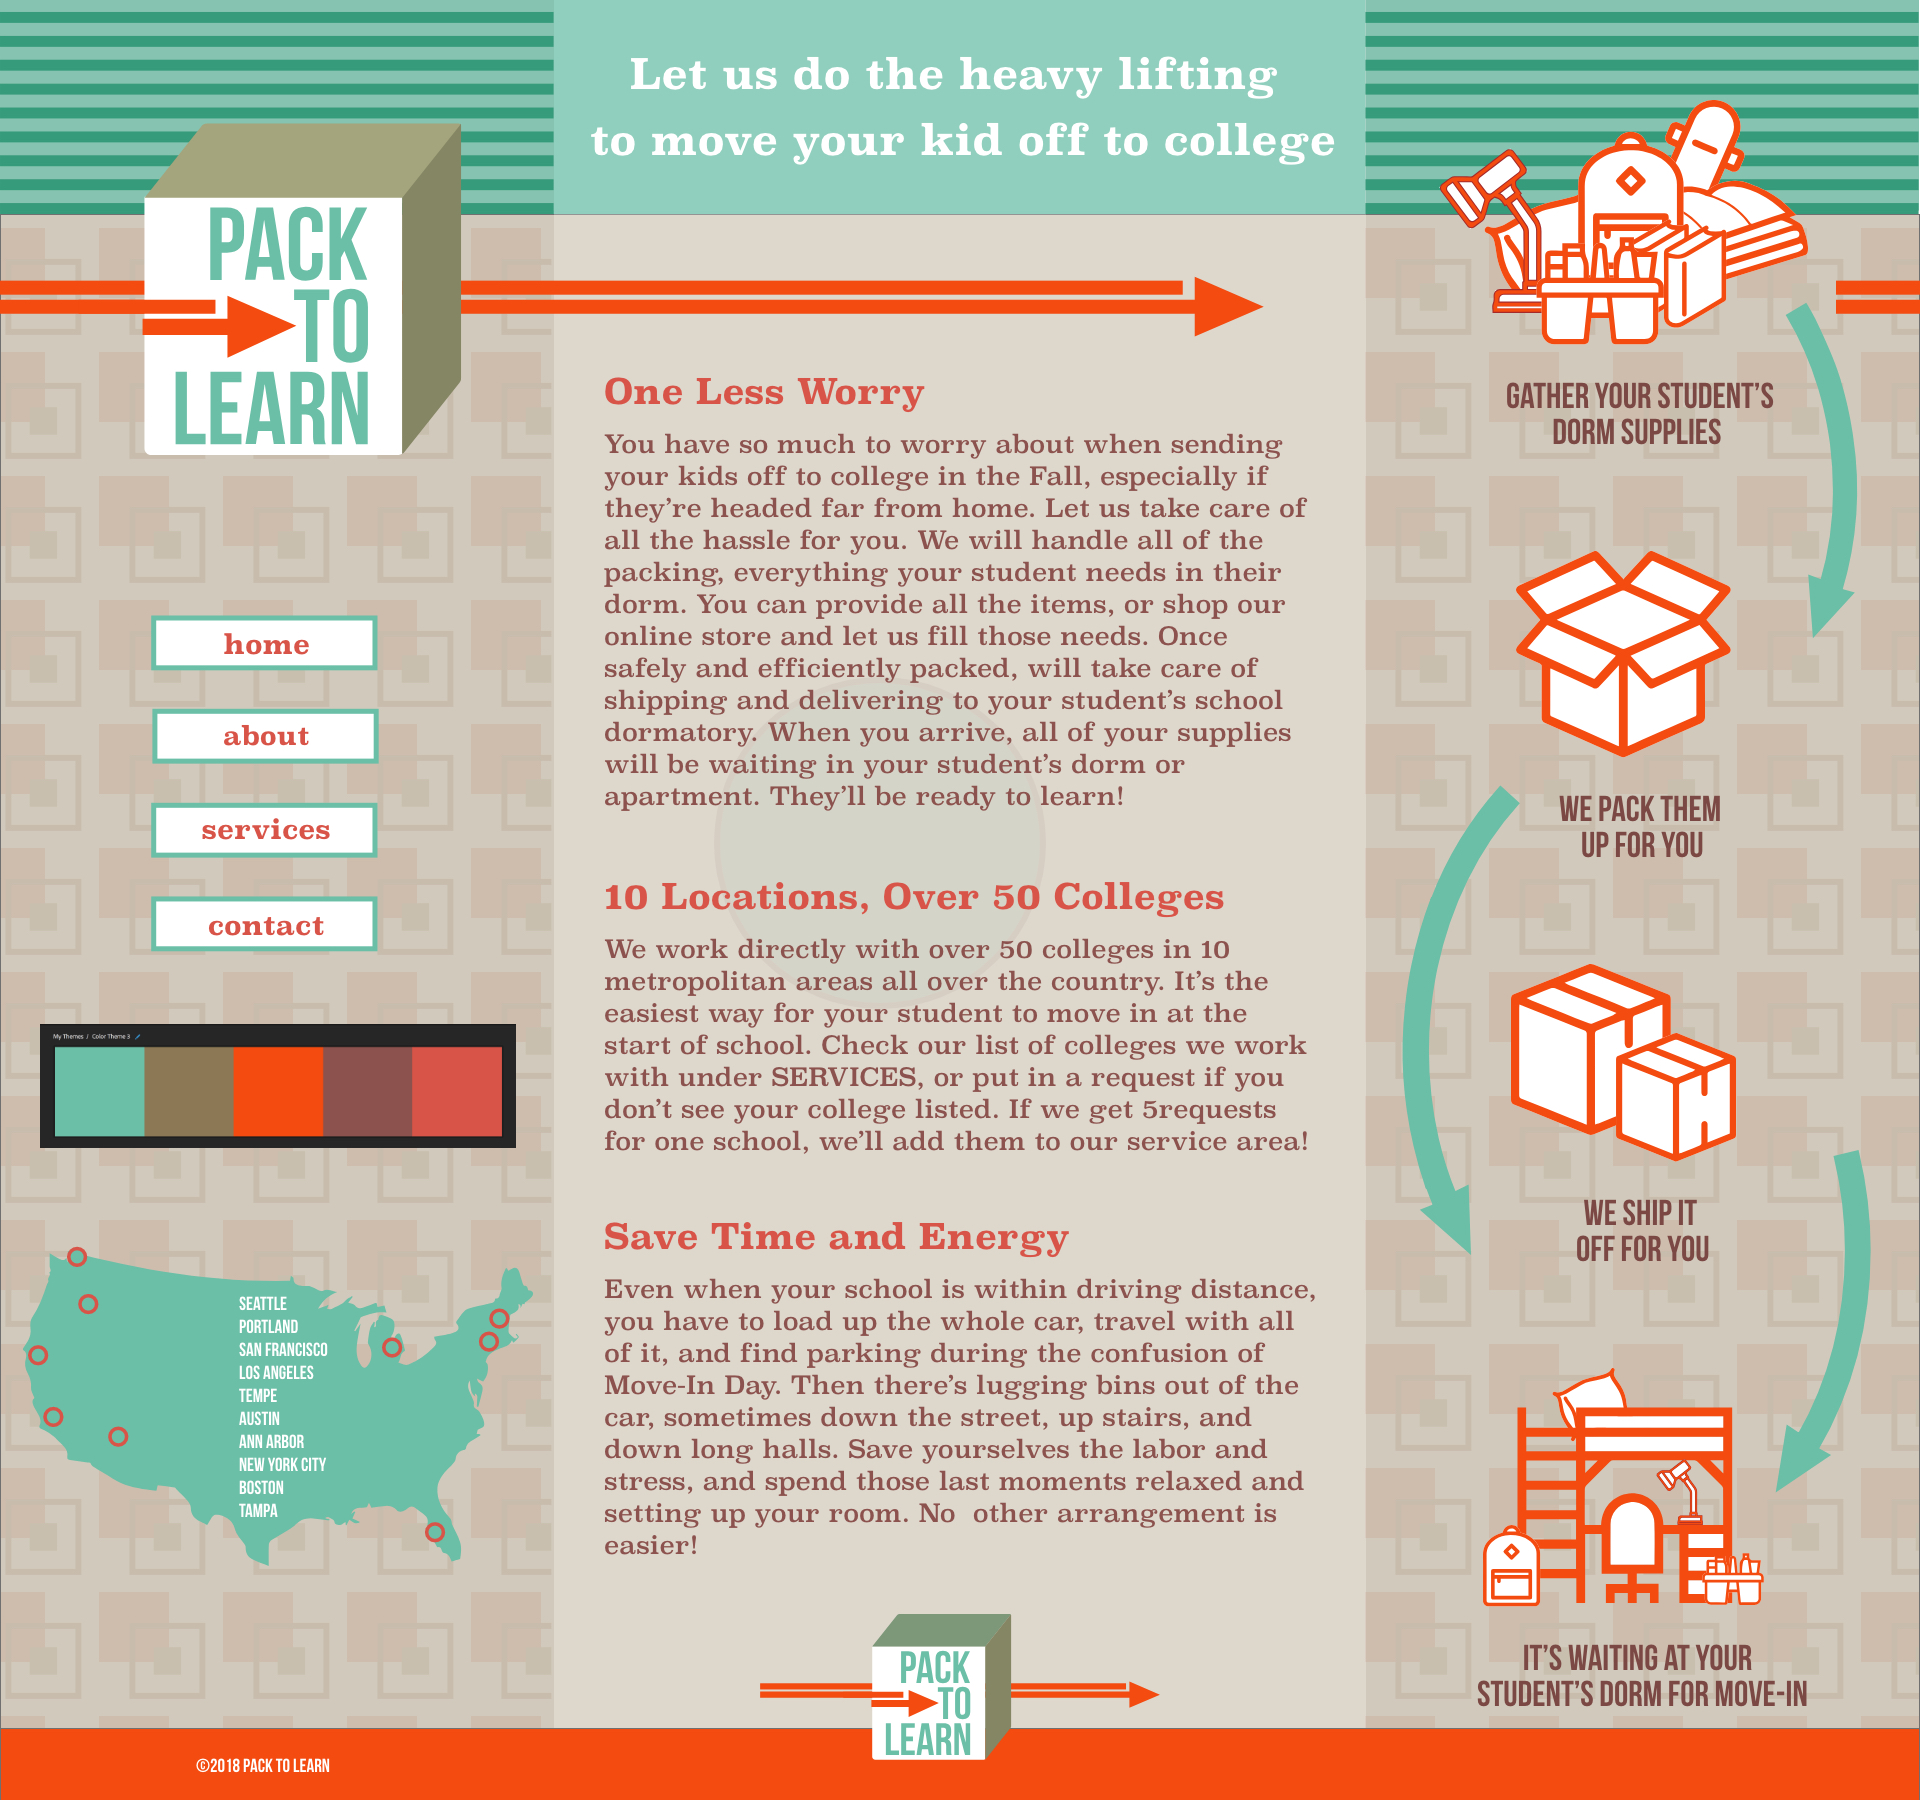 Let us do the heavy lifting
to move your kid off to college
PACK
TO
LEARN
home
about
services
contact
My Themes / Color Theme 3
SEATTLE
PORTLAND
SAN FRANCISCO
LOS ANGELES
TEMPE
AUSTIN
ANN ARBOR
NEW YORK CITY
BOSTON
TAMPA
One Less Worry
You have so much to worry about when sending
your kids off to college in the Fall, especially if
they’re headed far from home. Let us take care of
all the hassle for you. We will handle all of the
packing, everything your student needs in their
dorm. You can provide all the items, or shop our
online store and let us fill those needs. Once
safely and efficiently packed, will take care of
shipping and delivering to your student’s school
dormatory. When you arrive, all of your supplies
will be waiting in your student’s dorm or
apartment. They’ll be ready to learn!
10 Locations, Over 50 Colleges
We work directly with over 50 colleges in 10
metropolitan areas all over the country. It’s the
easiest way for your student to move in at the
start of school. Check our list of colleges we work
with under SERVICES, or put in a request if you
don’t see your college listed. If we get 5requests
for one school, we’ll add them to our service area!
Save Time and Energy
Even when your school is within driving distance,
you have to load up the whole car, travel with all
of it, and find parking during the confusion of
Move-In Day. Then there’s lugging bins out of the
car, sometimes down the street, up stairs, and
down long halls. Save yourselves the labor and
stress, and spend those last moments relaxed and
setting up your room. No  other arrangement is
easier!
GATHER YOUR STUDENT’S
DORM SUPPLIES
WE PACK THEM
UP FOR YOU
WE SHIP IT
OFF FOR YOU
IT’S WAITING AT YOUR
STUDENT’S DORM FOR MOVE-IN
PACK
TO
LEARN
©2018 PACK TO LEARN